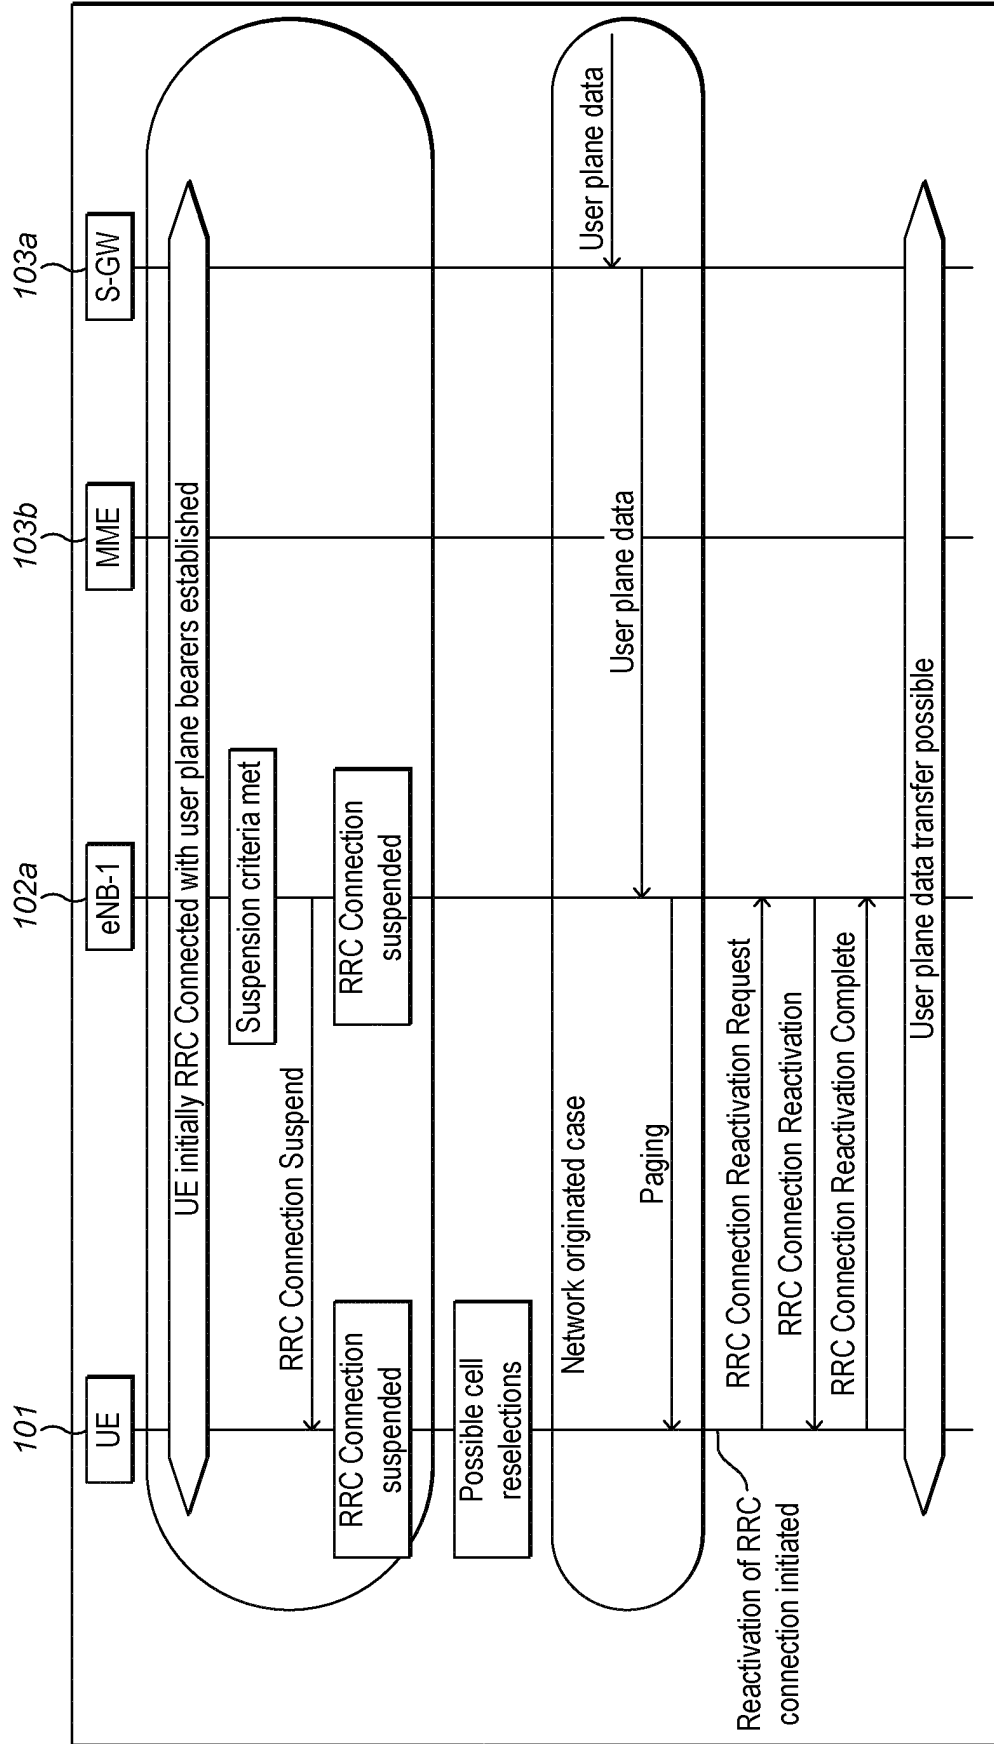 101
102a
103b
103a
UE
eNB-1
MME
S-GW
UE initially RRC Connected with user plane bearers established
Suspension criteria met
RRC Connection Suspend
RRC Connection
suspended
RRC Connection
suspended
Possible cell
reselections
Network originated case
User plane data
User plane data
Paging
Reactivation of RRC
connection initiated
RRC Connection Reactivation Request
RRC Connection Reactivation
RRC Connection Reactivation Complete
User plane data transfer possible